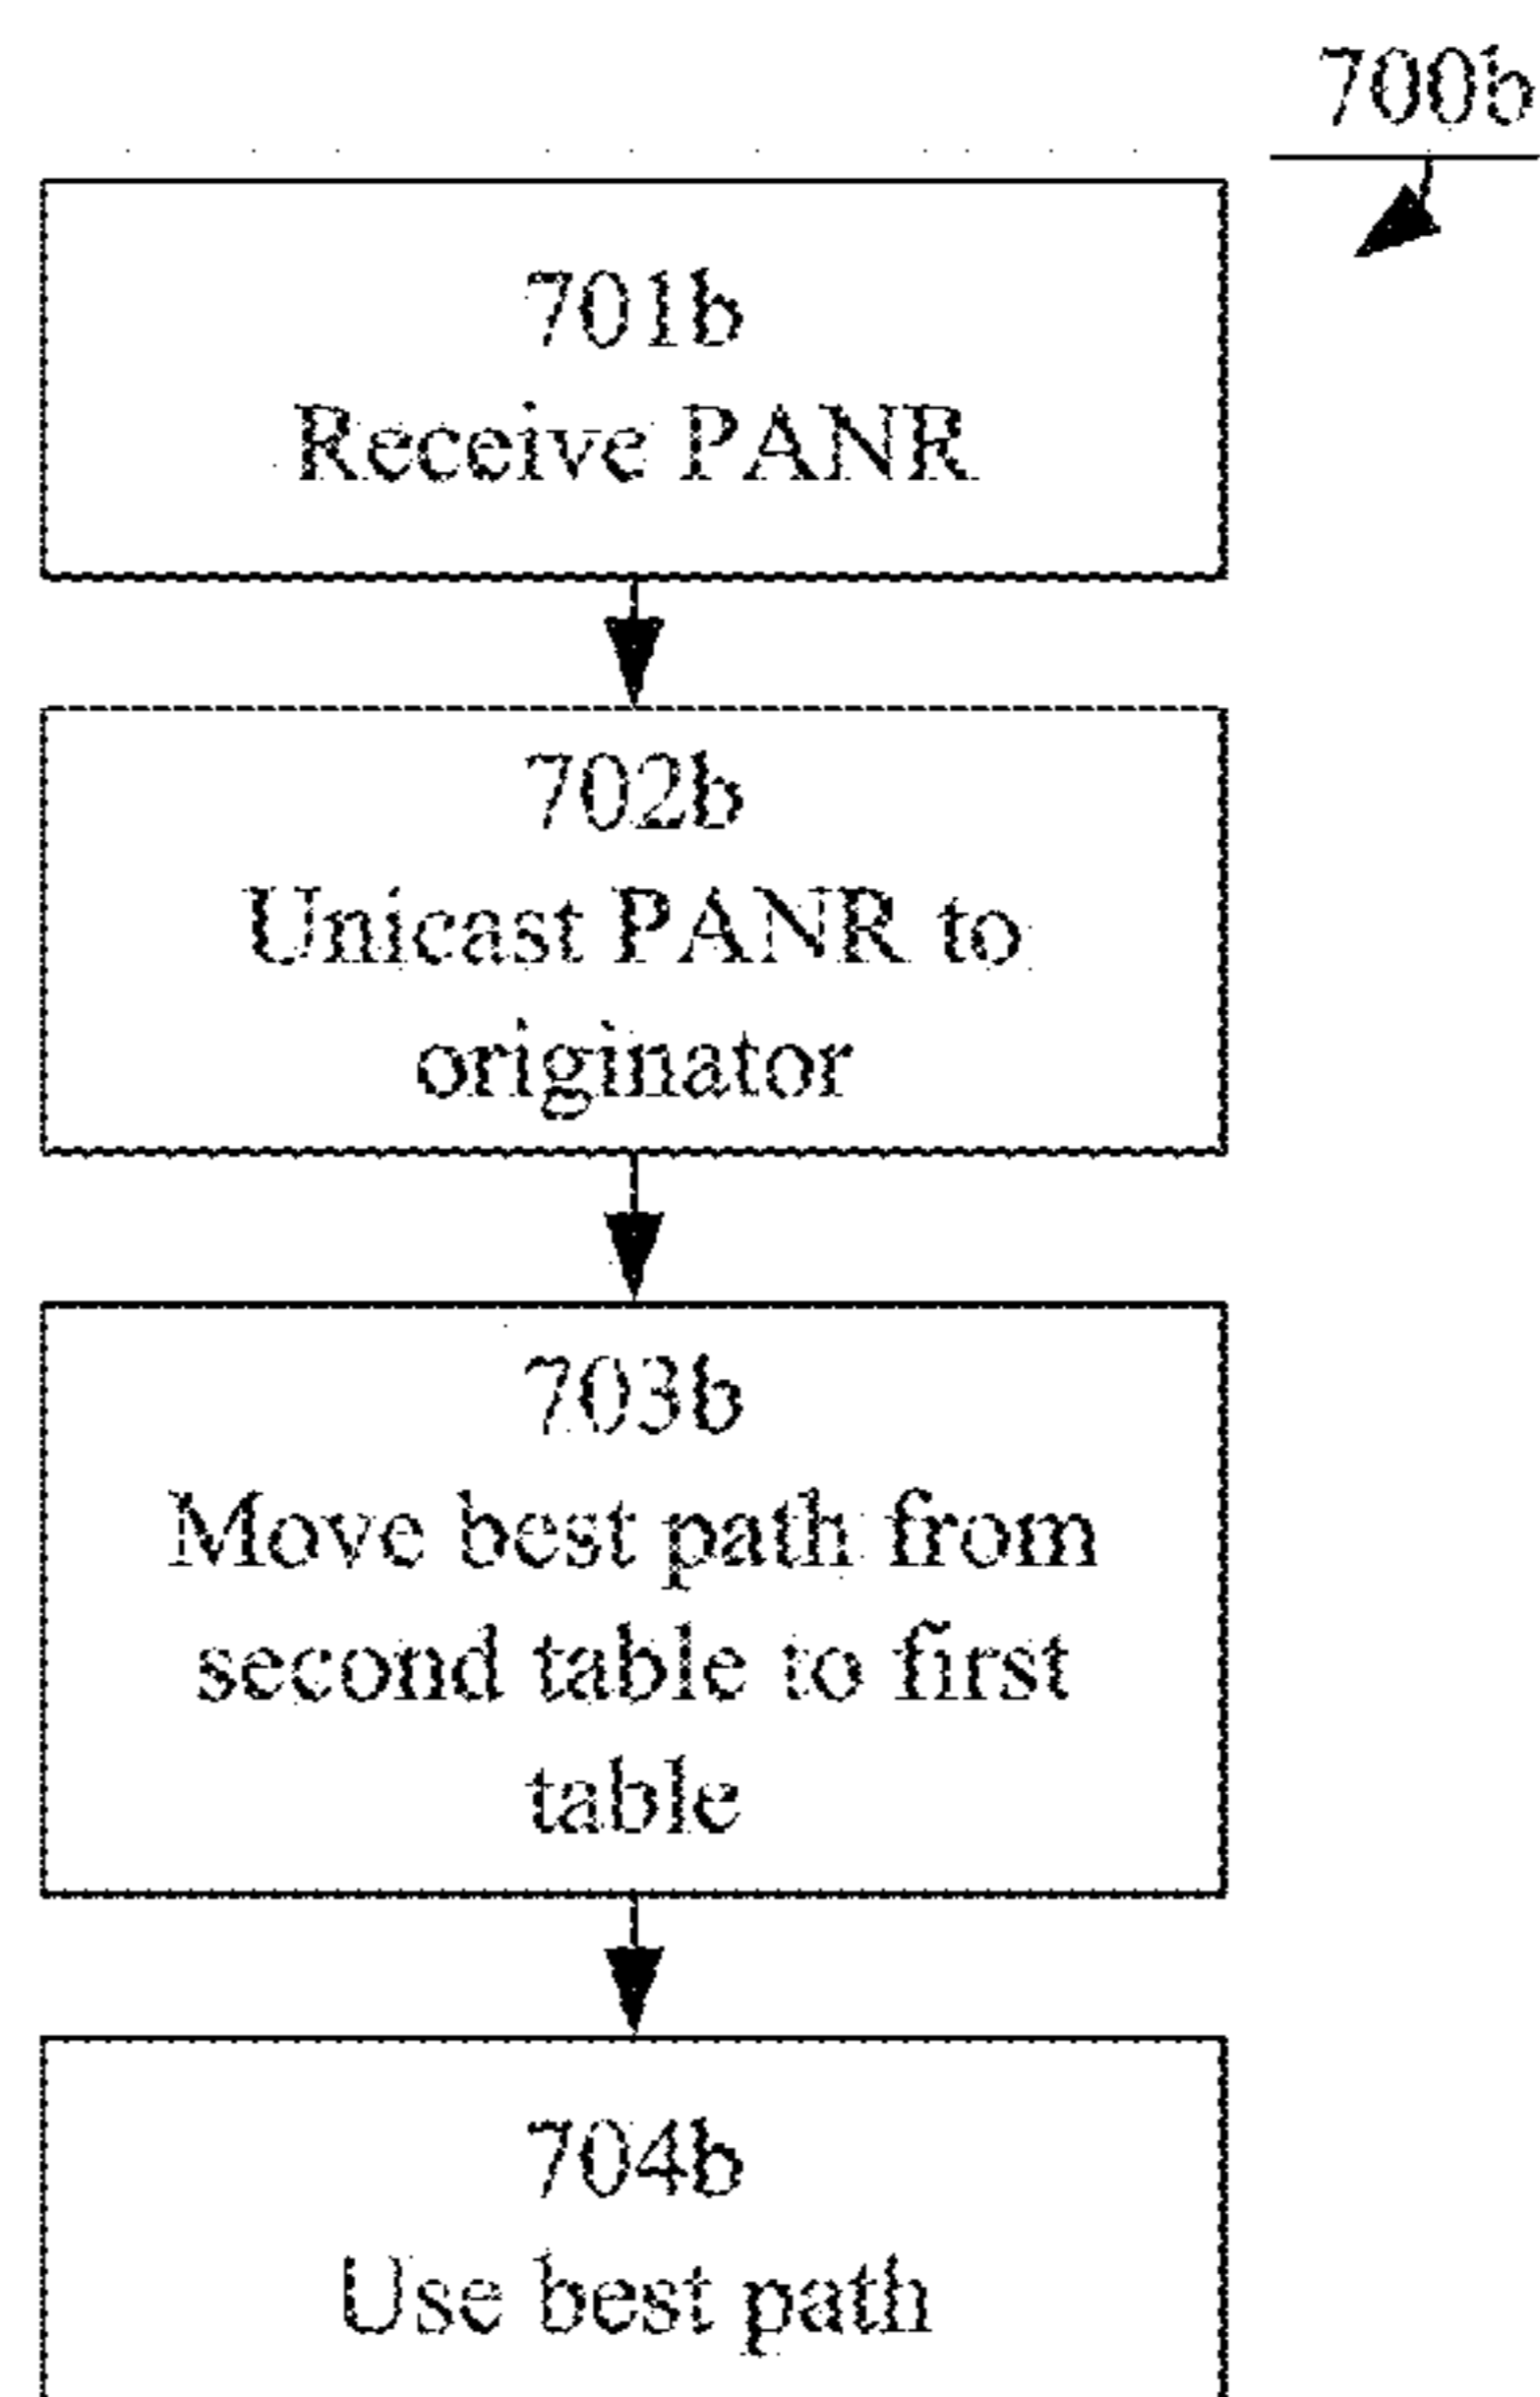 700b
701b
Receive PANR
702b
Unicast PANR to
originator
703b
Move best path from
second table to first
table
704b
Use best path